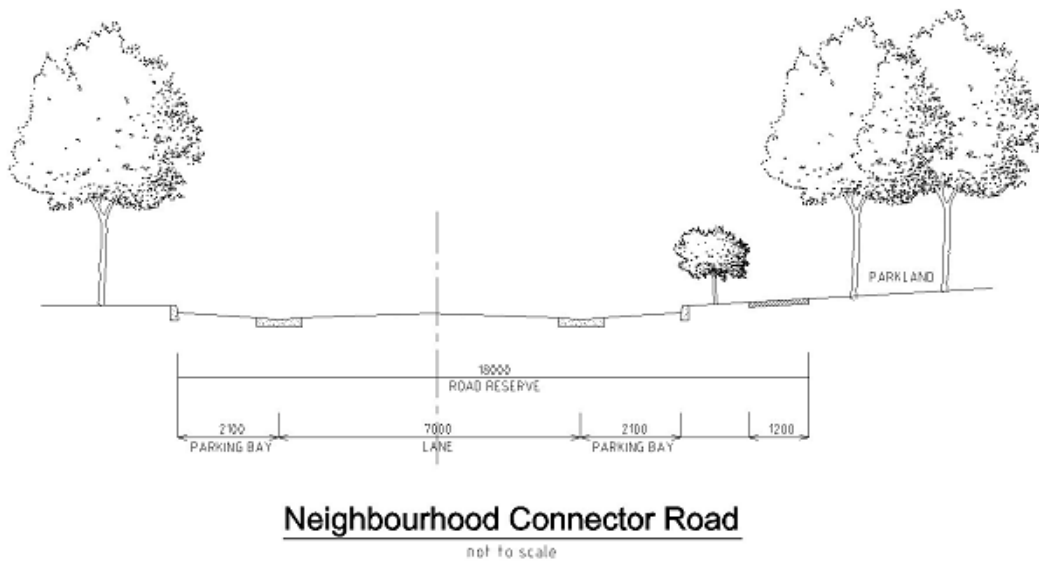 PARKLAND
18000
ROAD RESERVE
2100 7000 2100 1200
PARKING BAY LANE PARKING BAY
Neighbourhood Connector Road
not to scale